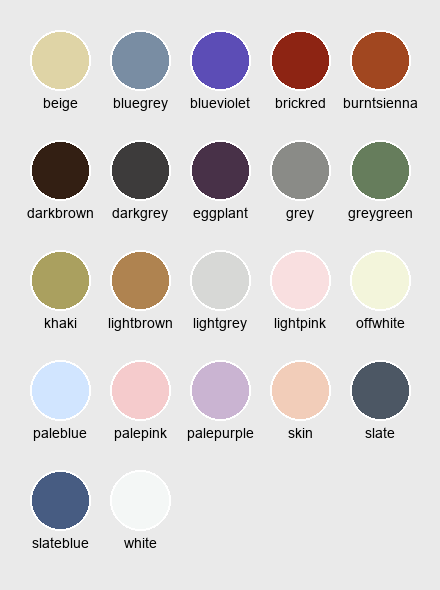 beige bluegrey blueviolet brickred burntsienna
darkbrown darkgrey eggplant grey greygreen
khaki lightbrown lightgrey lightpink offwhite
paleblue palepink palepurple skin slate
slateblue white